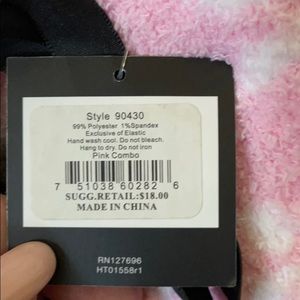 Style 90430
99% Polyester 1%Spandex
Exclusive of Elastic
Hand wash cool. Do not bleach.
Hang to dry. Do not iron
Pink Combo
7 51038 60282 6
SUGG.RETAIL:$18.00
MADE IN CHINA
RN127696
HT01558r1